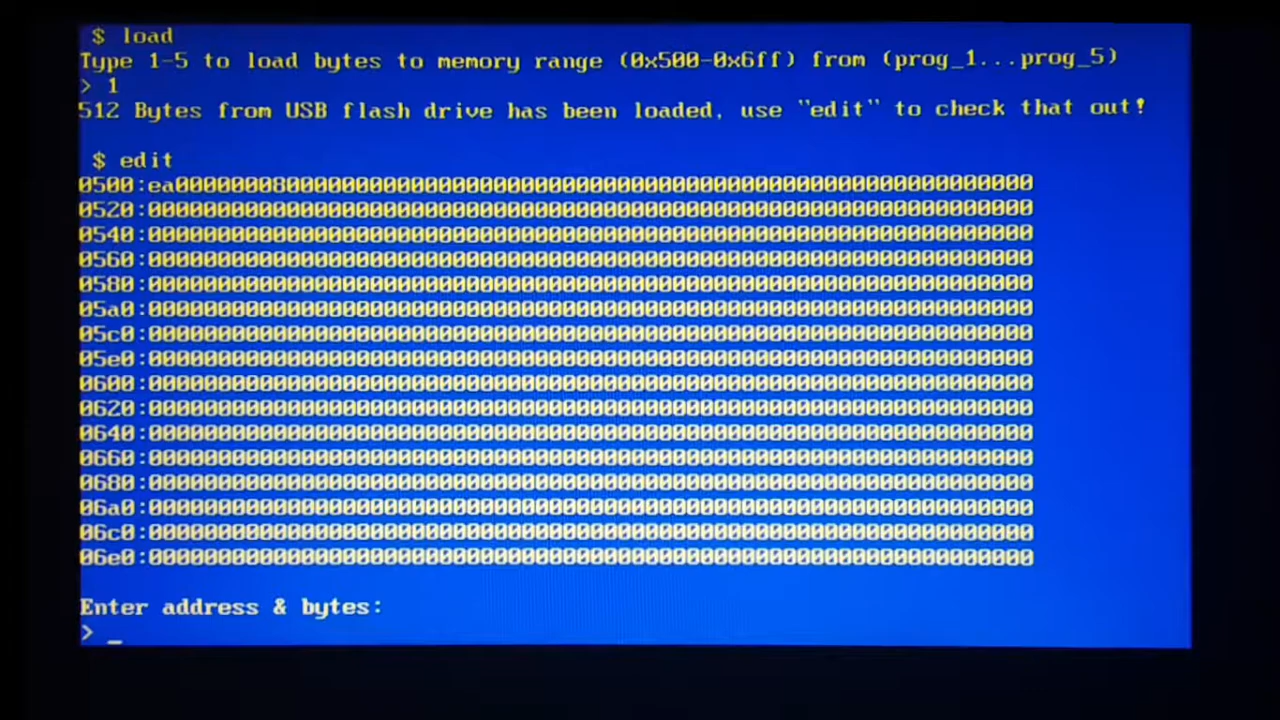 $ load
Type 1-5 to load bytes to memory range (0x500-0x6ff) from (prog_1...prog_5)
> 1
512 Bytes from USB flash drive has been loaded, use "edit" to check that out!
$ edit
0500:ea00000008000000000000000000000000000000000000000000000000000000
0520:0000000000000000000000000000000000000000000000000000000000000000
0540:0000000000000000000000000000000000000000000000000000000000000000
0560:0000000000000000000000000000000000000000000000000000000000000000
0580:0000000000000000000000000000000000000000000000000000000000000000
05a0:0000000000000000000000000000000000000000000000000000000000000000
05c0:0000000000000000000000000000000000000000000000000000000000000000
05e0:0000000000000000000000000000000000000000000000000000000000000000
0600:0000000000000000000000000000000000000000000000000000000000000000
0620:0000000000000000000000000000000000000000000000000000000000000000
0640:0000000000000000000000000000000000000000000000000000000000000000
0660:0000000000000000000000000000000000000000000000000000000000000000
0680:0000000000000000000000000000000000000000000000000000000000000000
06a0:0000000000000000000000000000000000000000000000000000000000000000
06c0:0000000000000000000000000000000000000000000000000000000000000000
06e0:0000000000000000000000000000000000000000000000000000000000000000
Enter address & bytes:
> _